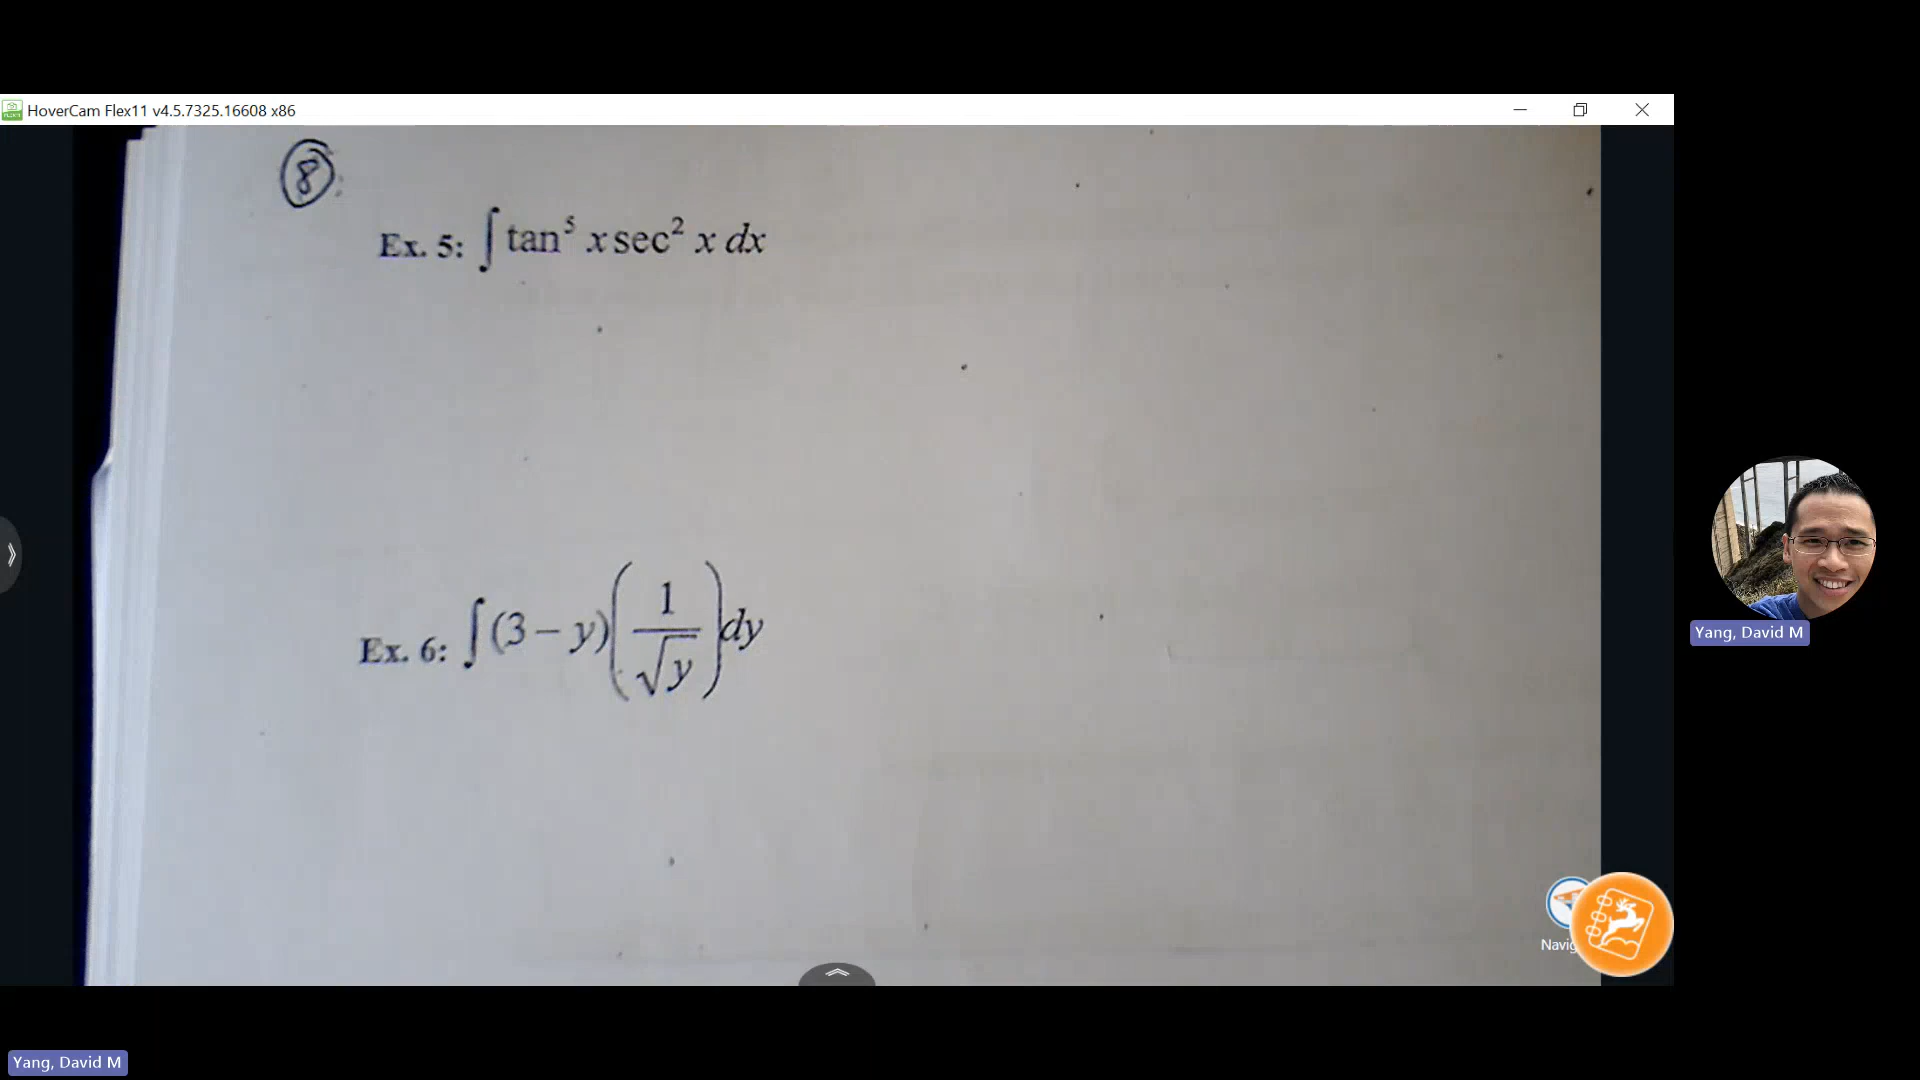 HoverCam Flex11 v4.5.7325.16608 x86
8
Ex. 5: ∫ tan⁵ x sec² x dx
Ex. 6: ∫ (3 − y)(1/√y) dy
Yang, David M
Yang, David M